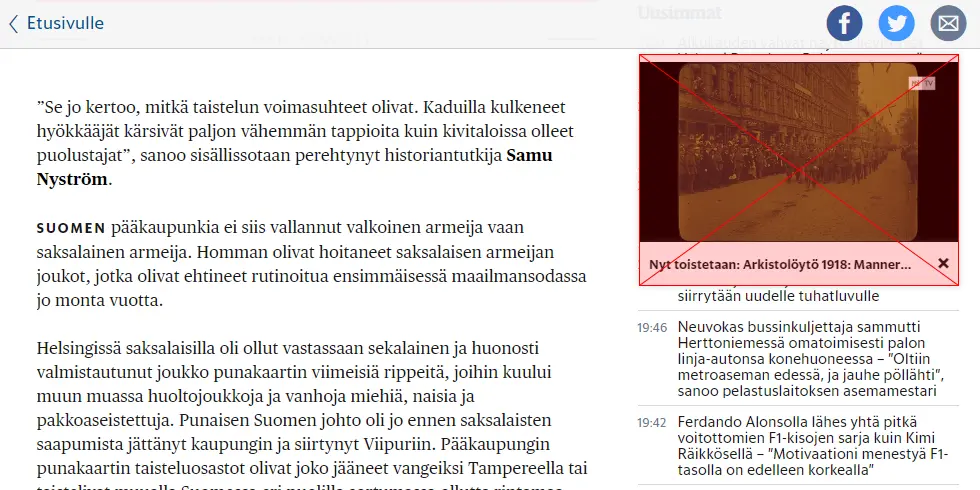 Etusivulle
Uusimmat
”Se jo kertoo, mitkä taistelun voimasuhteet olivat. Kaduilla kulkeneet
hyökkääjät kärsivät paljon vähemmän tappioita kuin kivitaloissa olleet
puolustajat”, sanoo sisällissotaan perehtynyt historiantutkija Samu
Nyström.
SUOMEN pääkaupunkia ei siis vallannut valkoinen armeija vaan
saksalainen armeija. Homman olivat hoitaneet saksalaisen armeijan
joukot, jotka olivat ehtineet rutinoitua ensimmäisessä maailmansodassa
jo monta vuotta.
Helsingissä saksalaisilla oli ollut vastassaan sekalainen ja huonosti
valmistautunut joukko punakaartin viimeisiä rippeitä, joihin kuului
muun muassa huoltojoukkoja ja vanhoja miehiä, naisia ja
pakkoaseistettuja. Punaisen Suomen johto oli jo ennen saksalaisten
saapumista jättänyt kaupungin ja siirtynyt Viipuriin. Pääkaupungin
punakaartin taisteluosastot olivat joko jääneet vangeiksi Tampereella tai
Nyt toistetaan: Arkistolöytö 1918: Manner...
siirrytään uudelle tuhatluvulle
19:46 Neuvokas bussinkuljettaja sammutti
Herttoniemessä omatoimisesti palon
linja-autonsa konehuoneessa – ”Oltiin
metroaseman edessä, ja jauhe pöllähti”,
sanoo pelastuslaitoksen asemamestari
19:42 Ferdando Alonsolla lähes yhtä pitkä
voitottomien F1-kisojen sarja kuin Kimi
Räikkösellä – ”Motivaationi menestyä F1-
tasolla on edelleen korkealla”